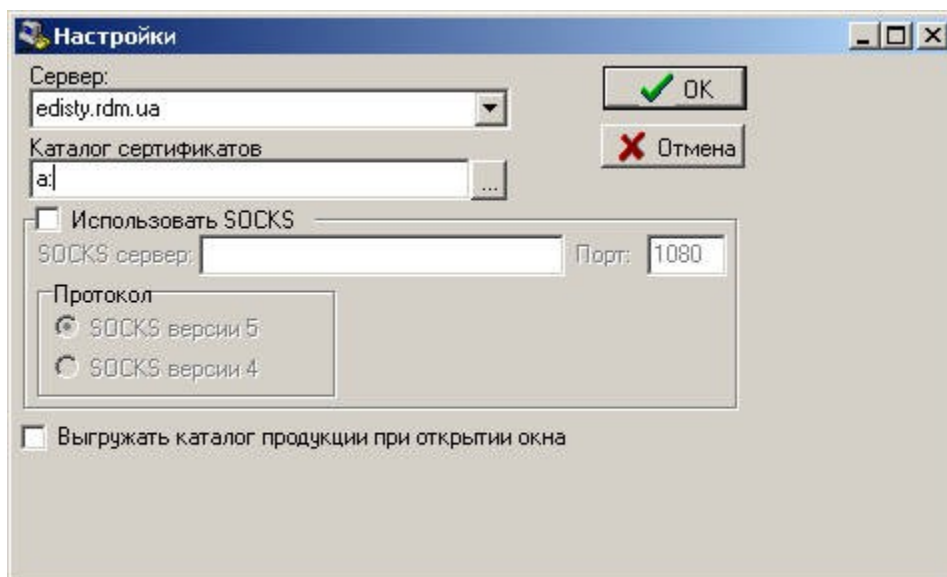 Настройки
Сервер:
edisty.rdm.ua
OK
Каталог сертификатов
Отмена
a:
...
Использовать SOCKS
SOCKS сервер: Порт: 1080
Протокол
SOCKS версии 5
SOCKS версии 4
Выгружать каталог продукции при открытии окна